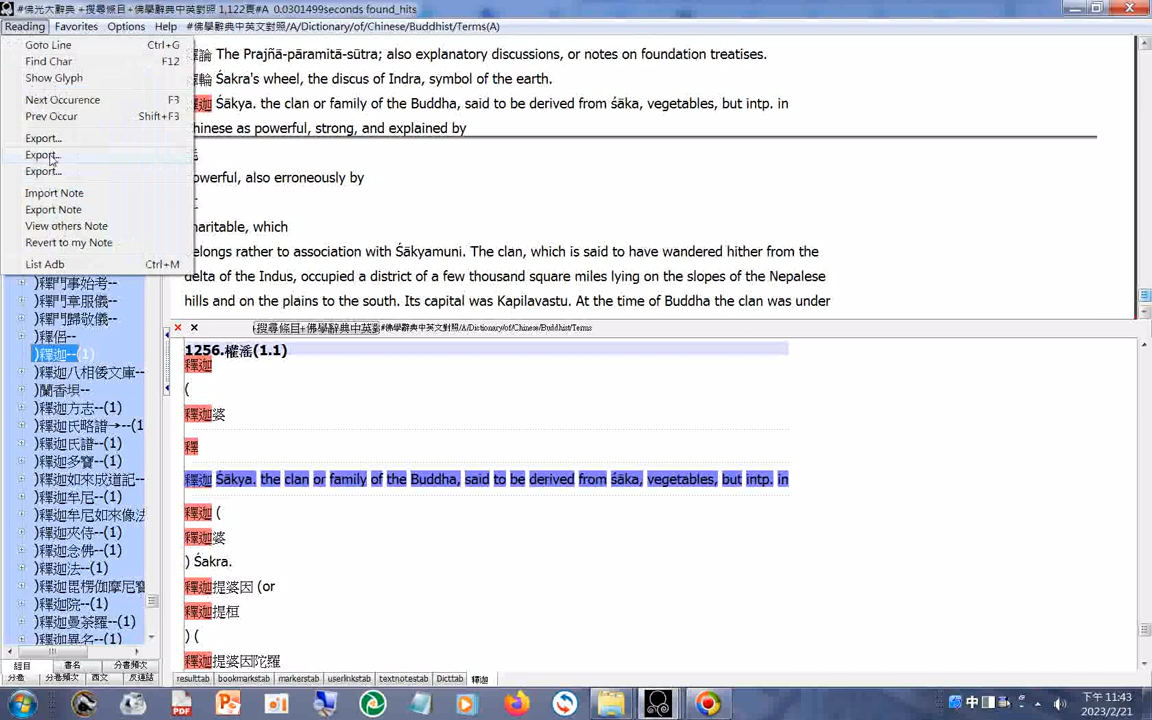 #佛光大辭典 +搜尋條目+佛學辭典中英對照 1,122頁#A 0.0301499seconds found_hits
Reading Favorites Options Help #佛學辭典中英文對照/A/Dictionary/of/Chinese/Buddhist/Terms(A)
Goto Line Ctrl+G
Find Char F12
Show Glyph
Next Occurence F3
Prev Occur Shift+F3
Export...
Export...
Export...
Import Note
Export Note
View others Note
Revert to my Note
List Adb Ctrl+M
釋論 The Prajñā-pāramitā-sūtra; also explanatory discussions, or notes on foundation treatises.
釋輪 Śakra's wheel, the discus of Indra, symbol of the earth.
釋迦 Śākya. the clan or family of the Buddha, said to be derived from śāka, vegetables, but intp. in
hinese as powerful, strong, and explained by
owerful, also erroneously by
haritable, which
elongs rather to association with Śākyamuni. The clan, which is said to have wandered hither from the
delta of the Indus, occupied a district of a few thousand square miles lying on the slopes of the Nepalese
hills and on the plains to the south. Its capital was Kapilavastu. At the time of Buddha the clan was under
)釋門事始考--
)釋門章服儀--
)釋門歸敬儀--
)釋侶--
)釋迦--(1)
)釋迦八相倭文庫--
)蘭香垻--
)釋迦方志--(1)
)釋迦氏略譜→--(1
)釋迦氏譜--(1)
)釋迦多寶--(1)
)釋迦如來成道記--
)釋迦牟尼--(1)
)釋迦牟尼如來像法
)釋迦夾侍--(1)
)釋迦念佛--(1)
)釋迦法--(1)
)釋迦毘楞伽摩尼寶
)釋迦院--(1)
)釋迦曼荼羅--(1)
)釋迦異名--(1)
經目 書名 分書頻次
分卷 分卷頻次 西文 反連結
搜尋條目+佛學辭典中英對 #佛學辭典中英文對照/A/Dictionary/of/Chinese/Buddhist/Terms
1256.權滀(1.1)
釋迦
(
釋迦婆
釋
釋迦 Śākya. the clan or family of the Buddha, said to be derived from śāka, vegetables, but intp. in
釋迦 (
釋迦婆
) Śakra.
釋迦提婆因 (or
釋迦提桓
) (
釋迦提婆因陀羅
resulttab bookmarkstab markerstab userlinkstab textnotestab Dicttab 釋迦
中
下午 11:43
2023/2/21